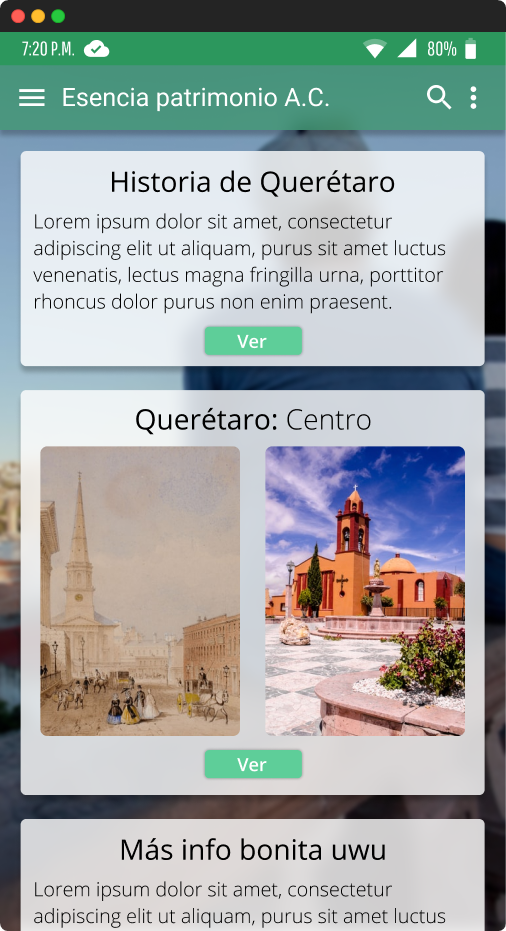 7:20 P.M.
80%
Esencia patrimonio A.C.
Historia de Querétaro
Lorem ipsum dolor sit amet, consectetur
adipiscing elit ut aliquam, purus sit amet luctus
venenatis, lectus magna fringilla urna, porttitor
rhoncus dolor purus non enim praesent.
Ver
Querétaro: Centro
Ver
Más info bonita uwu
Lorem ipsum dolor sit amet, consectetur
adipiscing elit ut aliquam, purus sit amet luctus